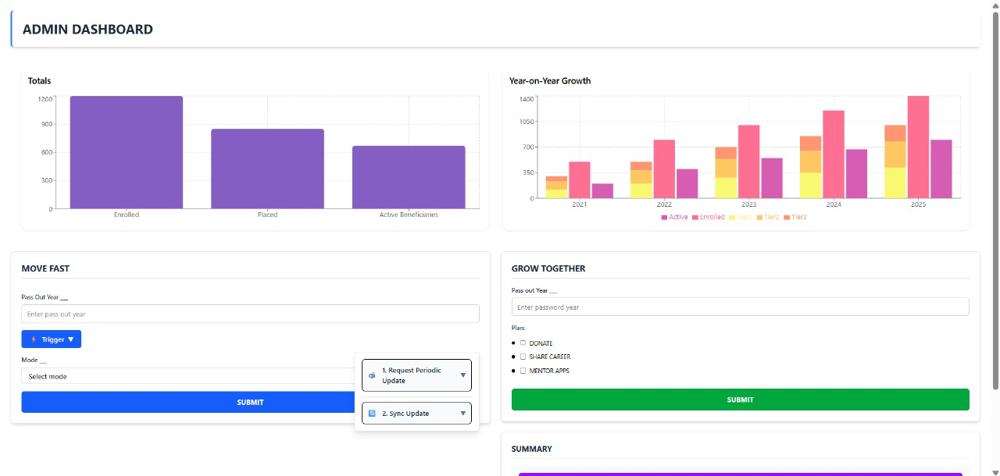 ADMIN DASHBOARD
Totals
1200
900
600
300
0
Enrolled Placed Active Beneficiaries
Year-on-Year Growth
1400
1050
700
350
0
2021 2022 2023 2024 2025
Active Enrolled Tier1 Tier2 Tier3
MOVE FAST
Pass Out Year ___
Enter pass out year
Trigger ▼
Mode ___
Select mode
SUBMIT
1. Request Periodic
Update ▼
2. Sync Update ▼
GROW TOGETHER
Pass out Year ___
Enter password year
Plan:
DONATE
SHARE CAREER
MENTOR APPS
SUBMIT
SUMMARY